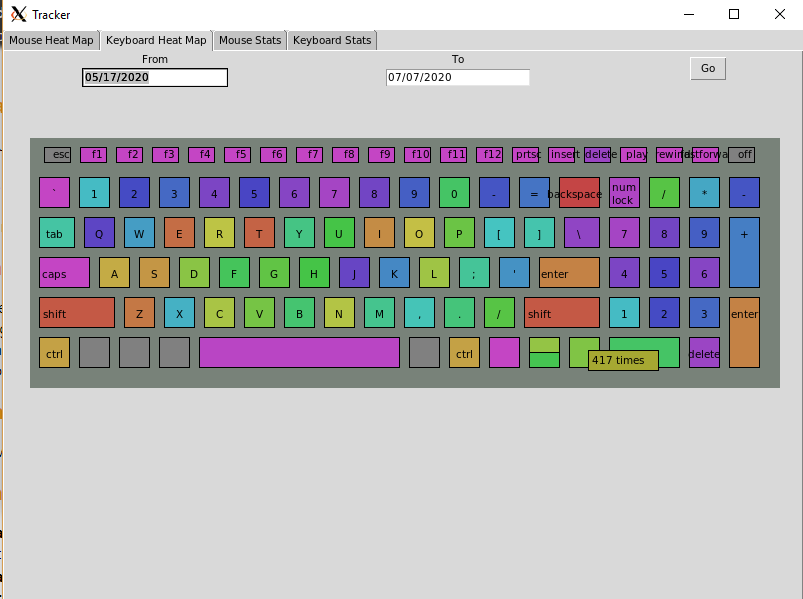 Tracker
Mouse Heat Map Keyboard Heat Map Mouse Stats Keyboard Stats
From To
05/17/2020 07/07/2020 Go
esc f1 f2 f3 f4 f5 f6 f7 f8 f9 f10 f11 f12 prtsc insert delete play rewind fastforwa off
` 1 2 3 4 5 6 7 8 9 0 - = backspace num lock / * -
tab Q W E R T Y U I O P [ ] \ 7 8 9 +
caps A S D F G H J K L ; ' enter 4 5 6
shift Z X C V B N M , . / shift 1 2 3 enter
ctrl ctrl 417 times delete